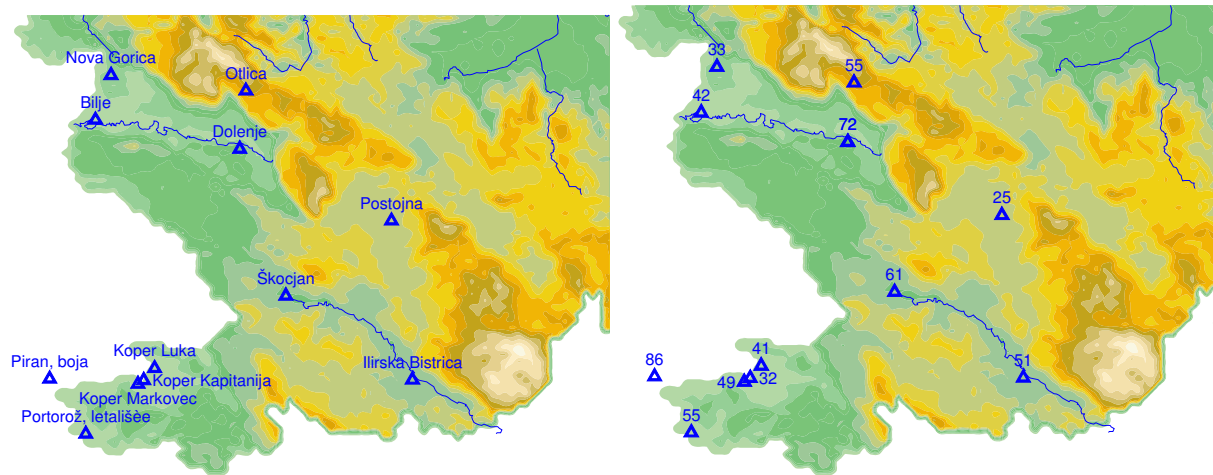 Nova Gorica
Otlica
Bilje
Dolenje
Postojna
Škocjan
Koper Luka
Piran, boja
Koper Kapitanija
Ilirska Bistrica
Koper Markovec
Portorož, letališèe
33
55
42
72
25
61
41
86
49
32
51
55